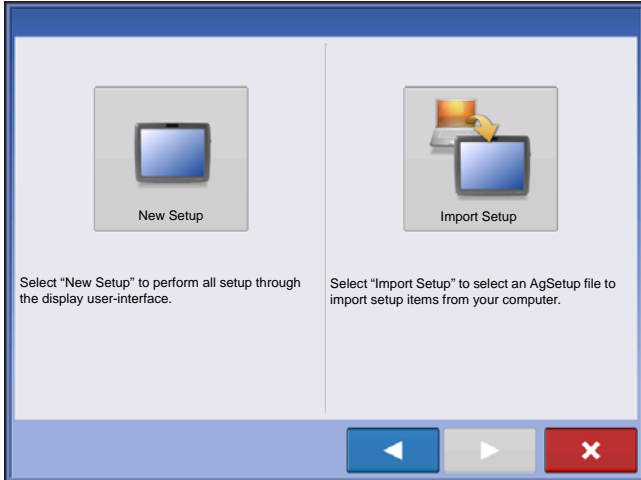 New Setup
Import Setup
Select “New Setup” to perform all setup through
the display user-interface.
Select “Import Setup” to select an AgSetup file to
import setup items from your computer.